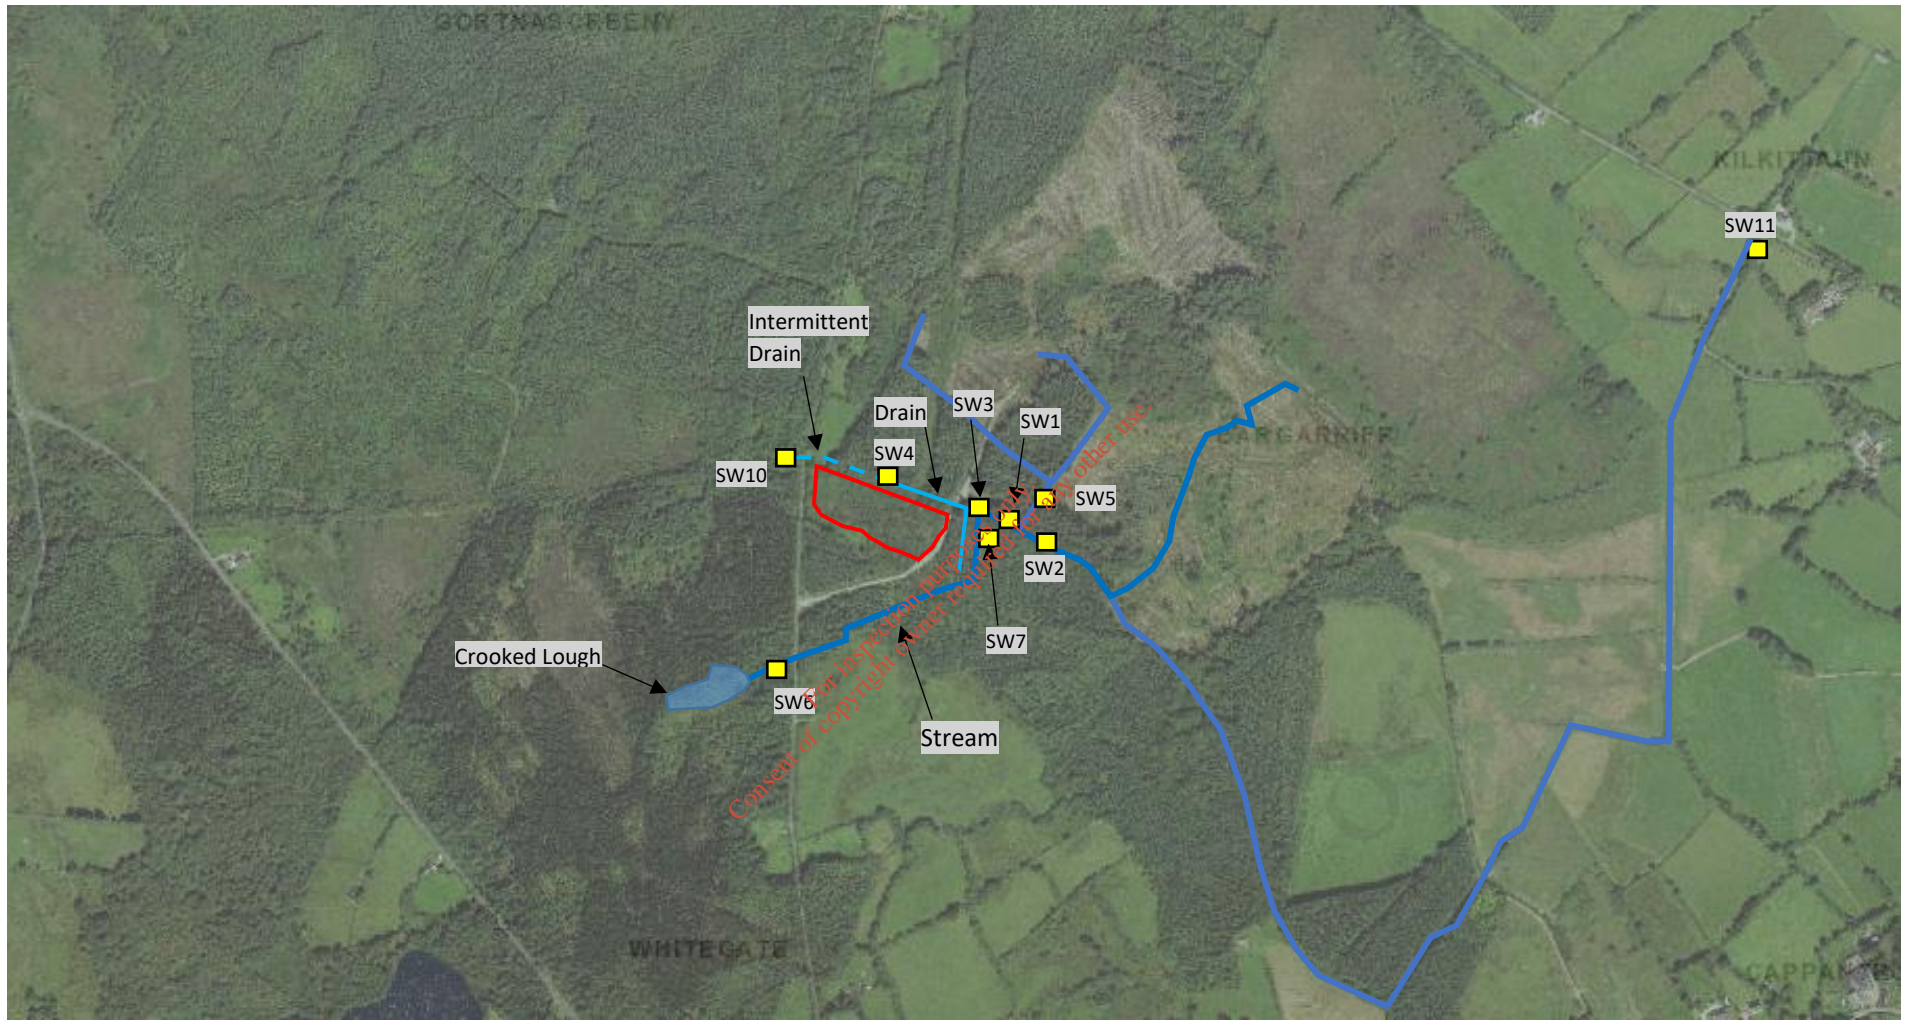 GORTNASCREENY
KILKITTAUN
SW11
Intermittent
Drain
Drain
SW3
SW1
BARGARRIFF
SW4
SW10
SW5
SW2
SW7
Crooked Lough
SW6
Stream
For inspection purposes only.
Consent of copyright owner required for any other use.
WHITEGATE